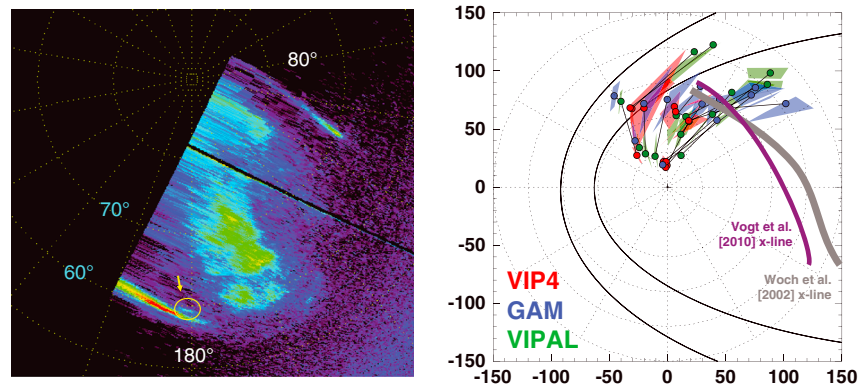 80°
70°
60°
180°
150
100
50
0
-50
-100
-150
-150 -100 -50 0 50 100 150
Vogt et al.
[2010] x-line
Woch et al.
[2002] x-line
VIP4
GAM
VIPAL